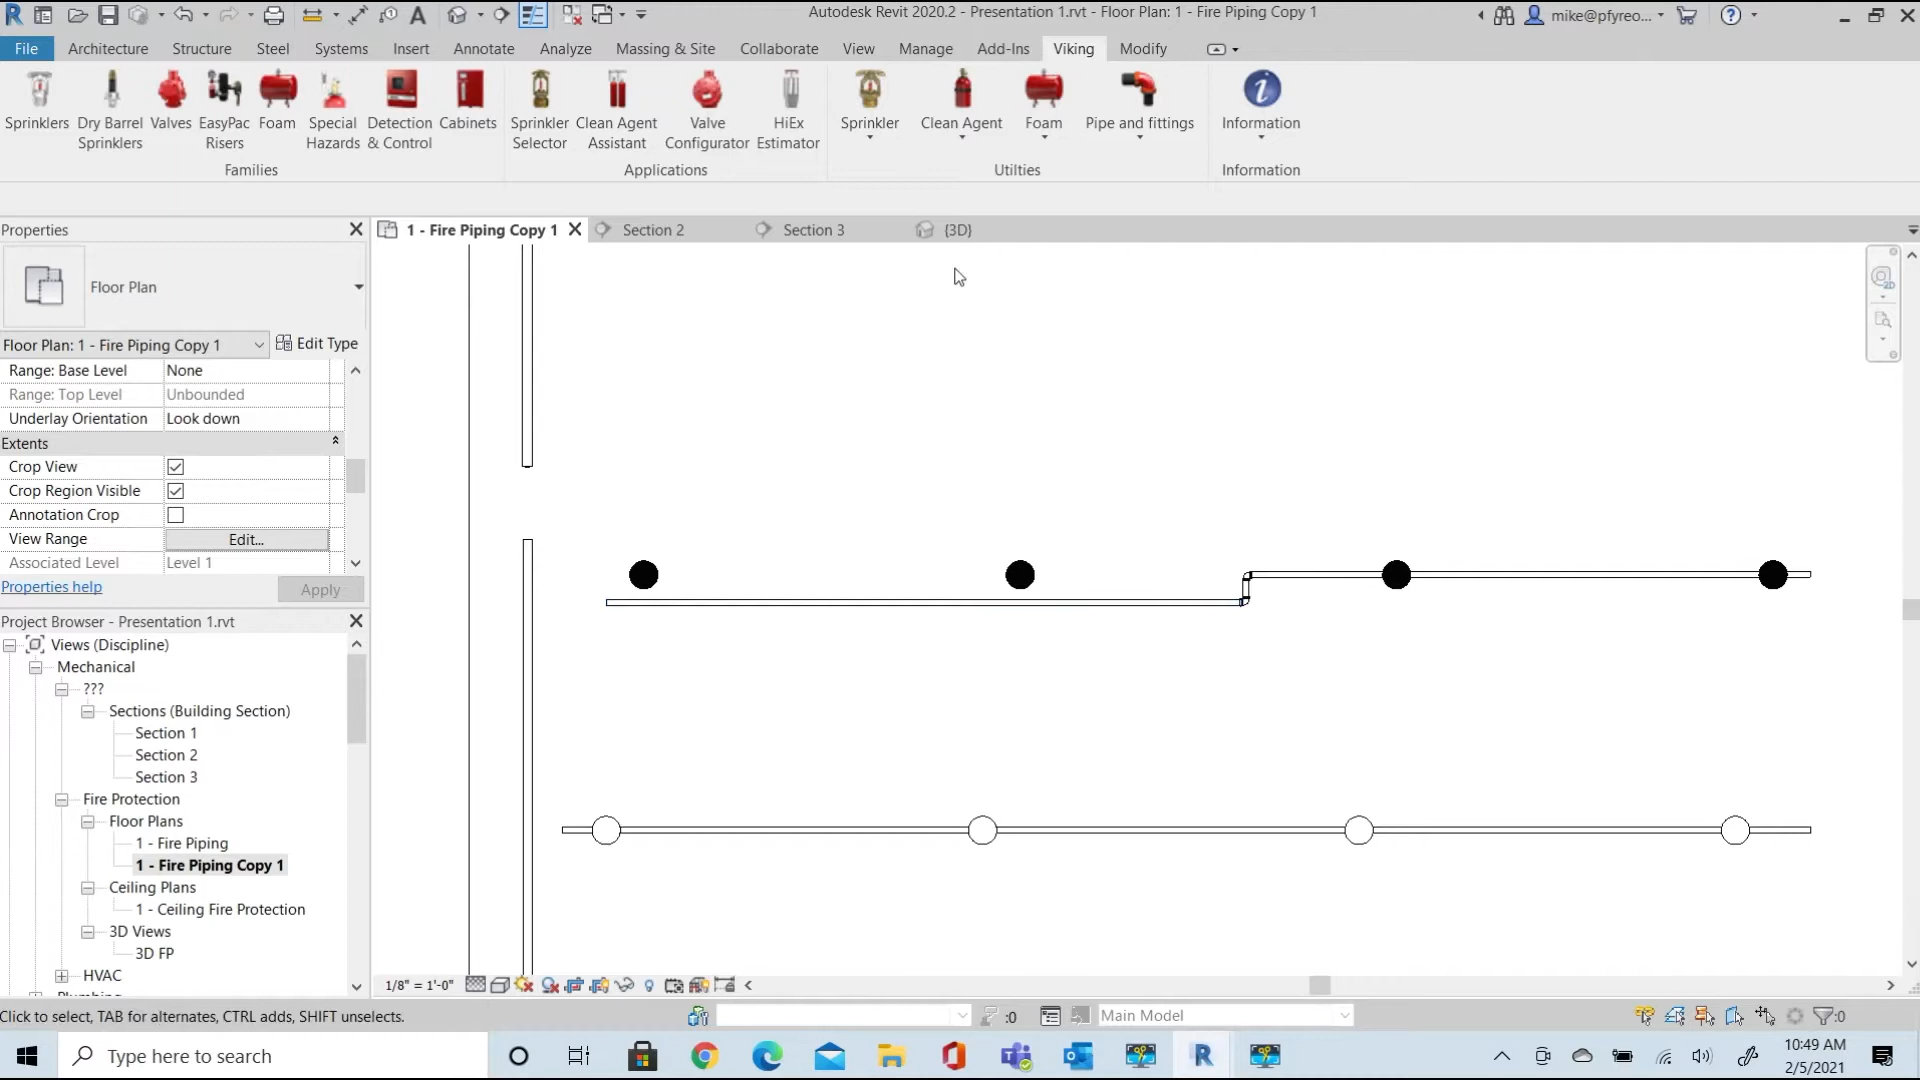 Autodesk Revit 2020.2 - Presentation 1.rvt - Floor Plan: 1 - Fire Piping Copy 1
mike@pfyreo...
File Architecture Structure Steel Systems Insert Annotate Analyze Massing & Site Collaborate View Manage Add-Ins Viking Modify
Sprinklers
Dry Barrel
Sprinklers
Valves
EasyPac
Risers
Foam
Special
Hazards
Detection
& Control
Cabinets
Sprinkler
Selector
Clean Agent
Assistant
Valve
Configurator
HiEx
Estimator
Sprinkler
Clean Agent
Foam
Pipe and fittings
Information
Families
Applications
Utilties
Information
Properties
1 - Fire Piping Copy 1
Section 2
Section 3
{3D}
Floor Plan
Floor Plan: 1 - Fire Piping Copy 1
Edit Type
Range: Base Level None
Range: Top Level Unbounded
Underlay Orientation Look down
Extents
Crop View
Crop Region Visible
Annotation Crop
View Range Edit...
Associated Level Level 1
Properties help
Apply
2D
Project Browser - Presentation 1.rvt
Views (Discipline)
Mechanical
???
Sections (Building Section)
Section 1
Section 2
Section 3
Fire Protection
Floor Plans
1 - Fire Piping
1 - Fire Piping Copy 1
Ceiling Plans
1 - Ceiling Fire Protection
3D Views
3D FP
HVAC
1/8" = 1'-0"
Click to select, TAB for alternates, CTRL adds, SHIFT unselects.
:0
Main Model
:0
Type here to search
10:49 AM
2/5/2021